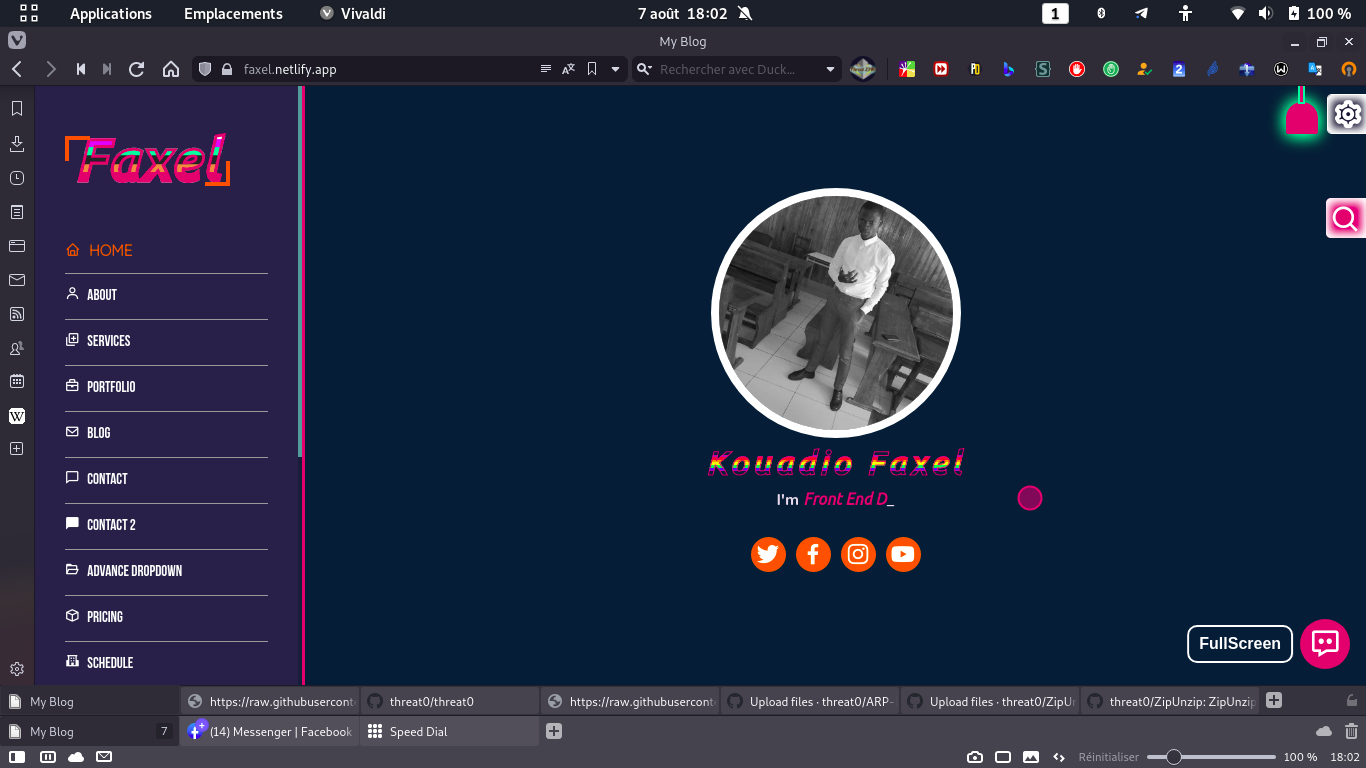 Applications Emplacements Vivaldi 7 août 18:02 1 100 %
My Blog
faxel.netlify.app Rechercher avec Duck...
Faxel
HOME
ABOUT
SERVICES
PORTFOLIO
BLOG
CONTACT
CONTACT 2
ADVANCE DROPDOWN
PRICING
SCHEDULE
Kouadio Faxel
I'm Front End D_
FullScreen
My Blog https://raw.githubusercont threat0/threat0 https://raw.githubusercont Upload files · threat0/ARP- Upload files · threat0/ZipUn threat0/ZipUnzip: ZipUnzip
My Blog 7 (14) Messenger | Facebook Speed Dial
Réinitialiser 100 % 18:02